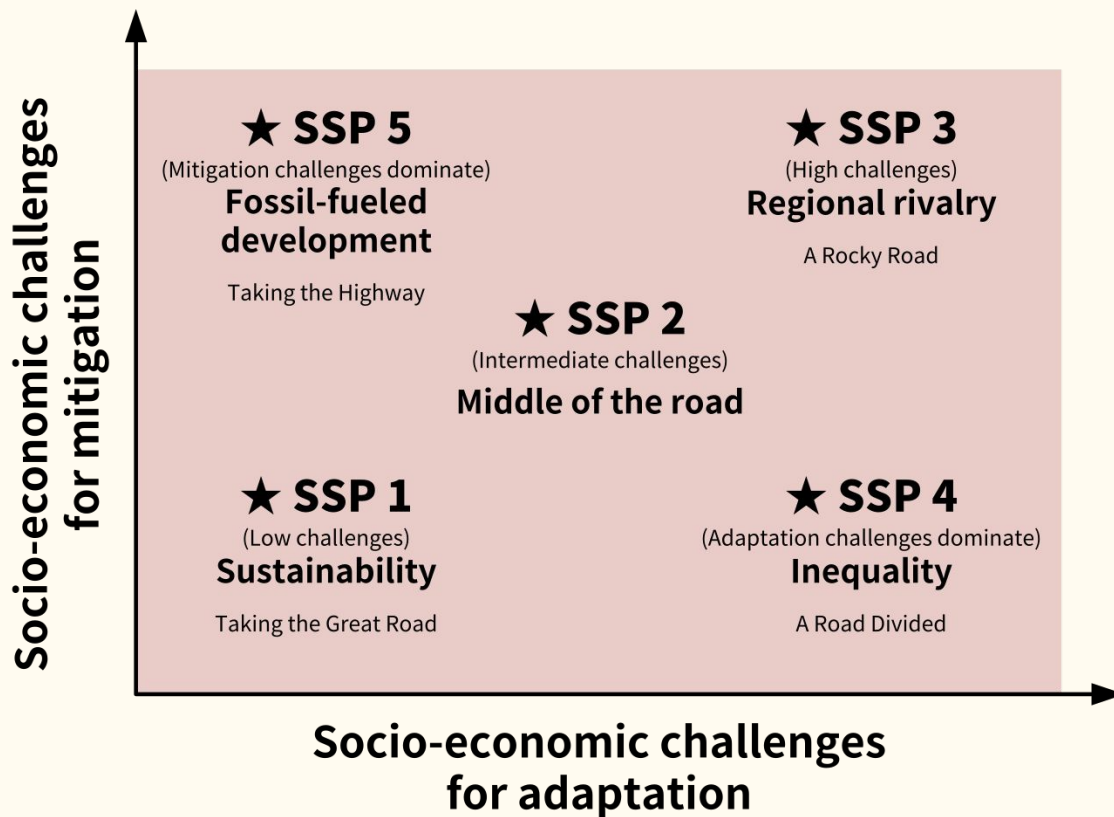 Socio-economic challenges
for mitigation
★ SSP 5
(Mitigation challenges dominate)
Fossil-fueled
development
Taking the Highway
★ SSP 3
(High challenges)
Regional rivalry
A Rocky Road
★ SSP 2
(Intermediate challenges)
Middle of the road
★ SSP 1
(Low challenges)
Sustainability
Taking the Great Road
★ SSP 4
(Adaptation challenges dominate)
Inequality
A Road Divided
Socio-economic challenges
for adaptation